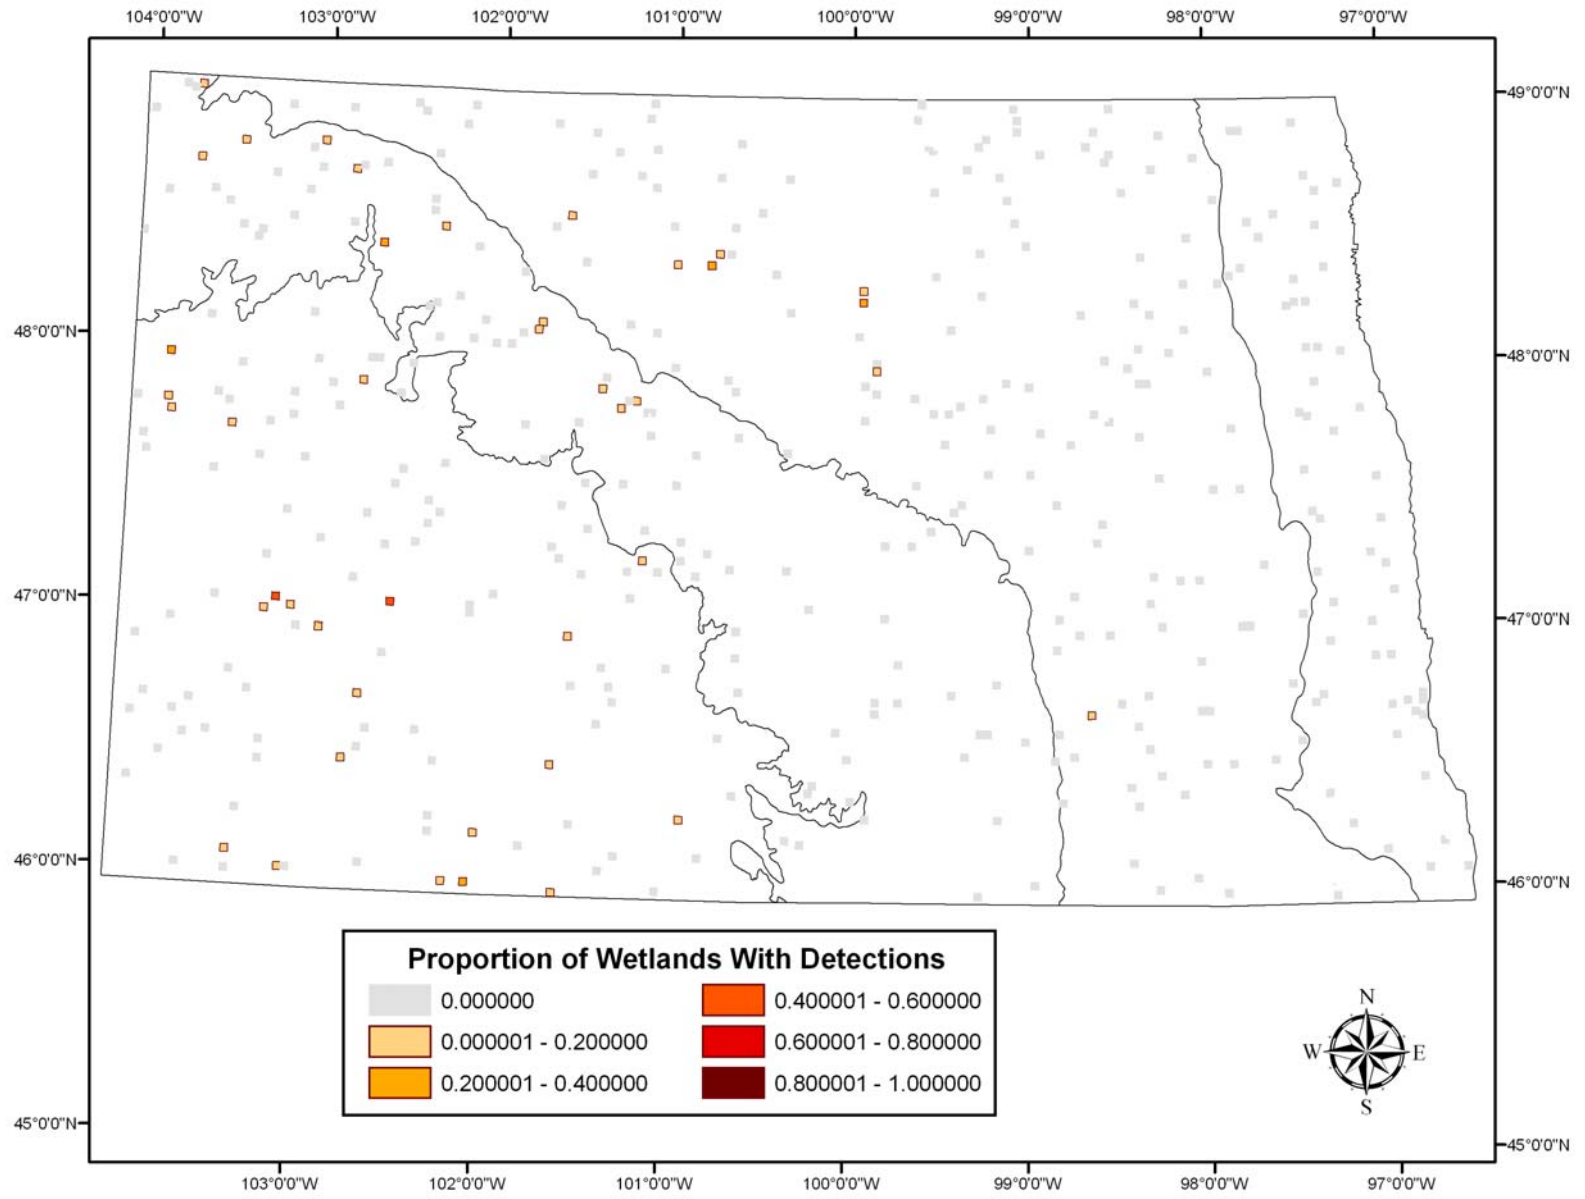 104°0'0"W 103°0'0"W 102°0'0"W 101°0'0"W 100°0'0"W 99°0'0"W 98°0'0"W 97°0'0"W
49°0'0"N
48°0'0"N
48°0'0"N
47°0'0"N
47°0'0"N
46°0'0"N
46°0'0"N
Proportion of Wetlands With Detections
0.000000 0.400001 - 0.600000
0.000001 - 0.200000 0.600001 - 0.800000
0.200001 - 0.400000 0.800001 - 1.000000
N
W E
S
45°0'0"N
45°0'0"N
103°0'0"W 102°0'0"W 101°0'0"W 100°0'0"W 99°0'0"W 98°0'0"W 97°0'0"W